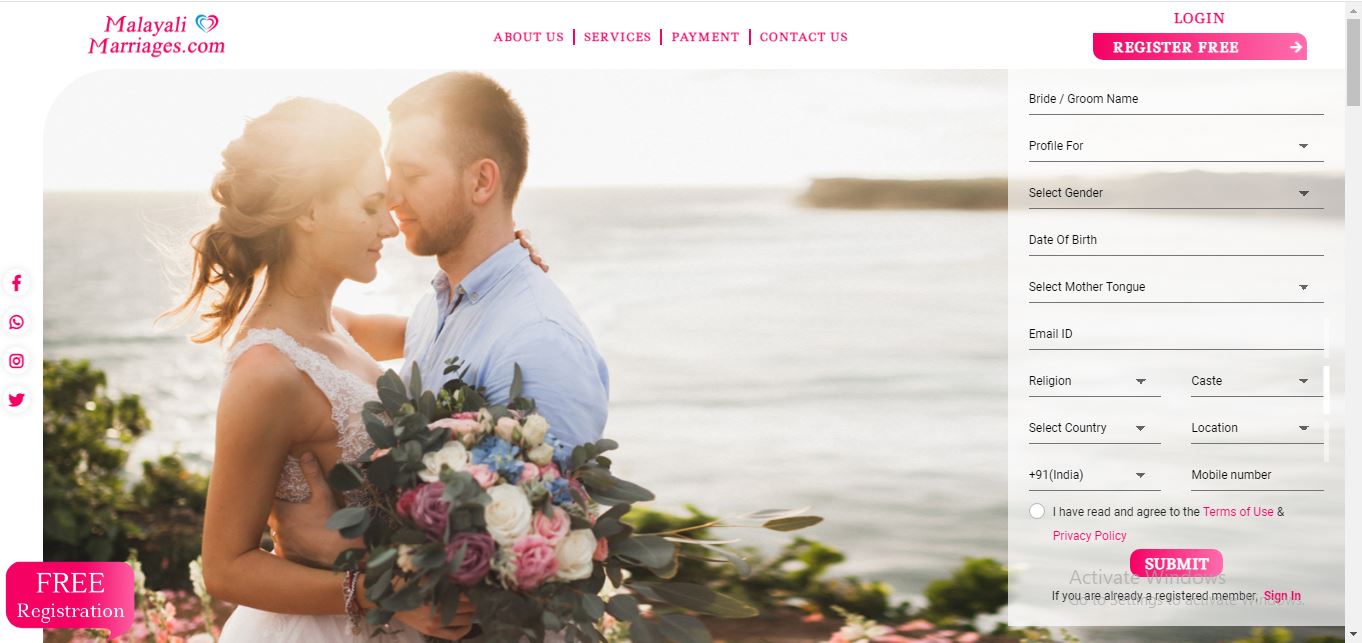 Malayali
Marriages.com
ABOUT US
SERVICES
PAYMENT
CONTACT US
LOGIN
REGISTER FREE
Bride / Groom Name
Profile For
Select Gender
Date Of Birth
Select Mother Tongue
Email ID
Religion
Caste
Select Country
Location
+91(India)
Mobile number
I have read and agree to the Terms of Use &
Privacy Policy
SUBMIT
Activate Windows
If you are already a registered member, Sign In
Go to Settings to activate Windows.
FREE
Registration